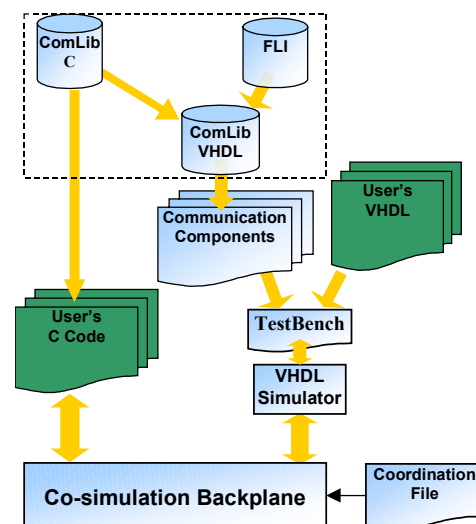 ComLib
C
FLI
ComLib
VHDL
Communication
Components
User's
VHDL
User's
C Code
TestBench
VHDL
Simulator
Co-simulation Backplane
Coordination
File